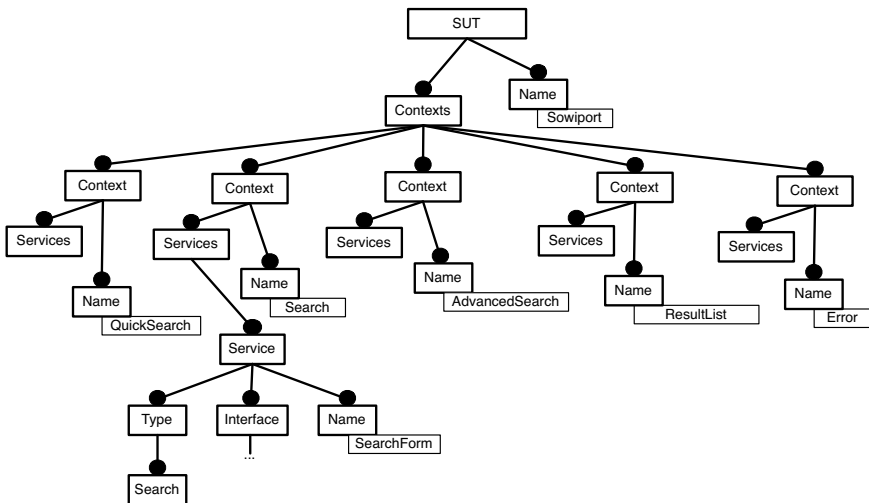 SUT
Name
Sowiport
Contexts
Context
Context
Context
Context
Context
Services
Services
Services
Services
Services
Name
QuickSearch
Name
Search
Name
AdvancedSearch
Name
ResultList
Name
Error
Service
Type
Interface
Name
SearchForm
...
Search